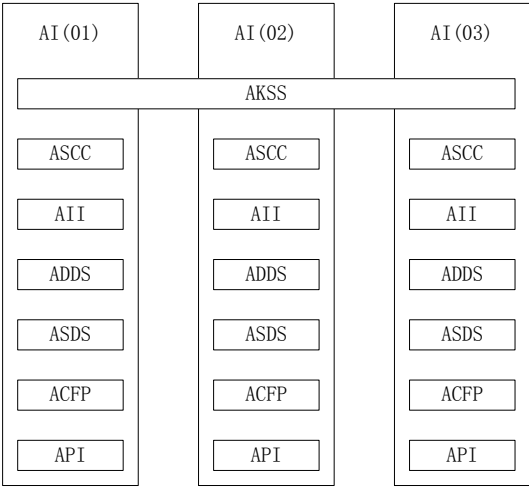 AI(01) AI(02) AI(03)
AKSS
ASCC ASCC ASCC
AII AII AII
ADDS ADDS ADDS
ASDS ASDS ASDS
ACFP ACFP ACFP
API API API